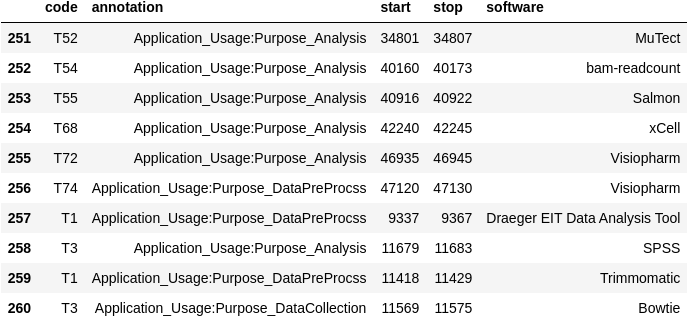 code annotation start stop software
251 T52 Application_Usage:Purpose_Analysis 34801 34807 MuTect
252 T54 Application_Usage:Purpose_Analysis 40160 40173 bam-readcount
253 T55 Application_Usage:Purpose_Analysis 40916 40922 Salmon
254 T68 Application_Usage:Purpose_Analysis 42240 42245 xCell
255 T72 Application_Usage:Purpose_Analysis 46935 46945 Visiopharm
256 T74 Application_Usage:Purpose_DataPreProcss 47120 47130 Visiopharm
257 T1 Application_Usage:Purpose_DataPreProcss 9337 9367 Draeger EIT Data Analysis Tool
258 T3 Application_Usage:Purpose_Analysis 11679 11683 SPSS
259 T1 Application_Usage:Purpose_DataPreProcss 11418 11429 Trimmomatic
260 T3 Application_Usage:Purpose_DataCollection 11569 11575 Bowtie